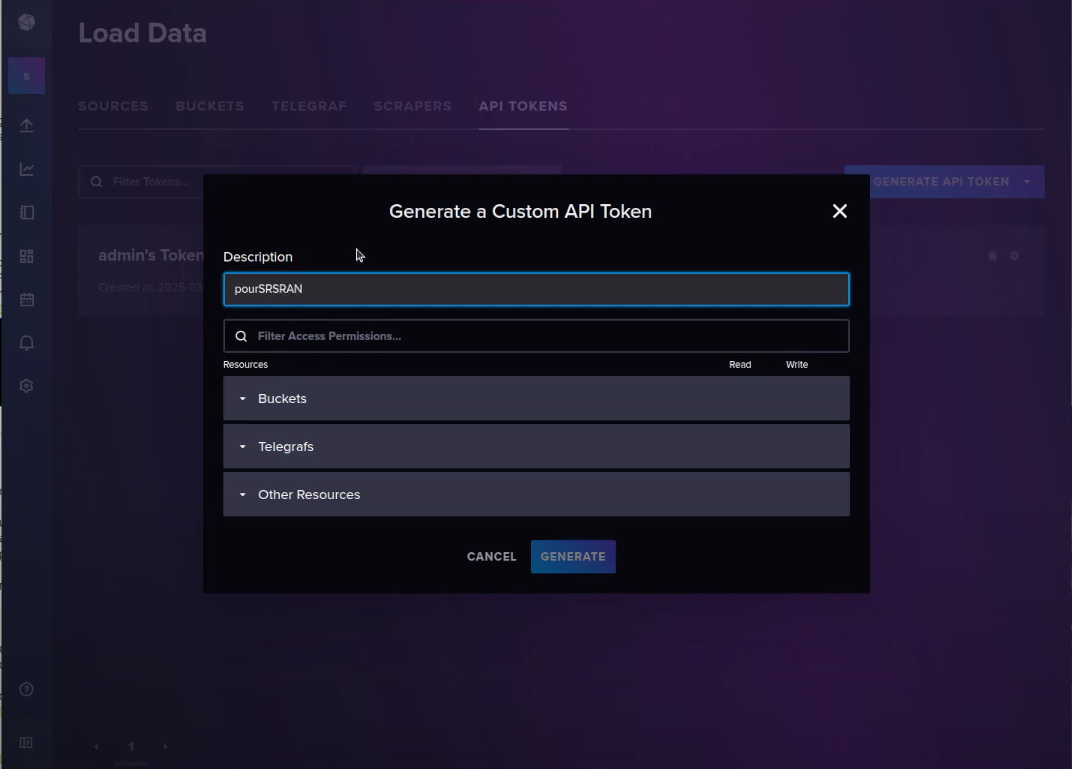 Load Data
S
SOURCES BUCKETS TELEGRAF SCRAPERS API TOKENS
Filter Tokens...
GENERATE API TOKEN
Generate a Custom API Token
admin's Token
Description
Created at: 2025-03
pourSRSRAN
Filter Access Permissions...
Resources Read Write
Buckets
Telegrafs
Other Resources
CANCEL GENERATE
1